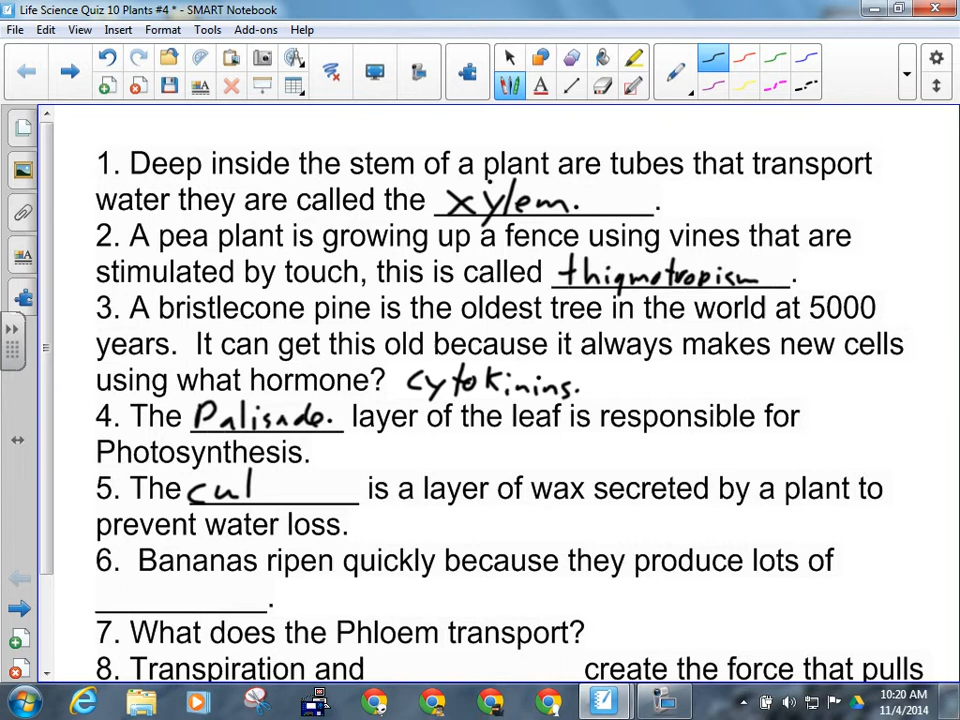 Life Science Quiz 10 Plants #4 * - SMART Notebook
File Edit View Insert Format Tools Add-ons Help
1. Deep inside the stem of a plant are tubes that transport
water they are called the xylem. .
2. A pea plant is growing up a fence using vines that are
stimulated by touch, this is called thigmotropism .
3. A bristlecone pine is the oldest tree in the world at 5000
years. It can get this old because it always makes new cells
using what hormone? Cytokinins.
4. The Palisade. layer of the leaf is responsible for
Photosynthesis.
5. The cul is a layer of wax secreted by a plant to
prevent water loss.
6. Bananas ripen quickly because they produce lots of
__________.
7. What does the Phloem transport?
8. Transpiration and create the force that pulls
10:20 AM
11/4/2014